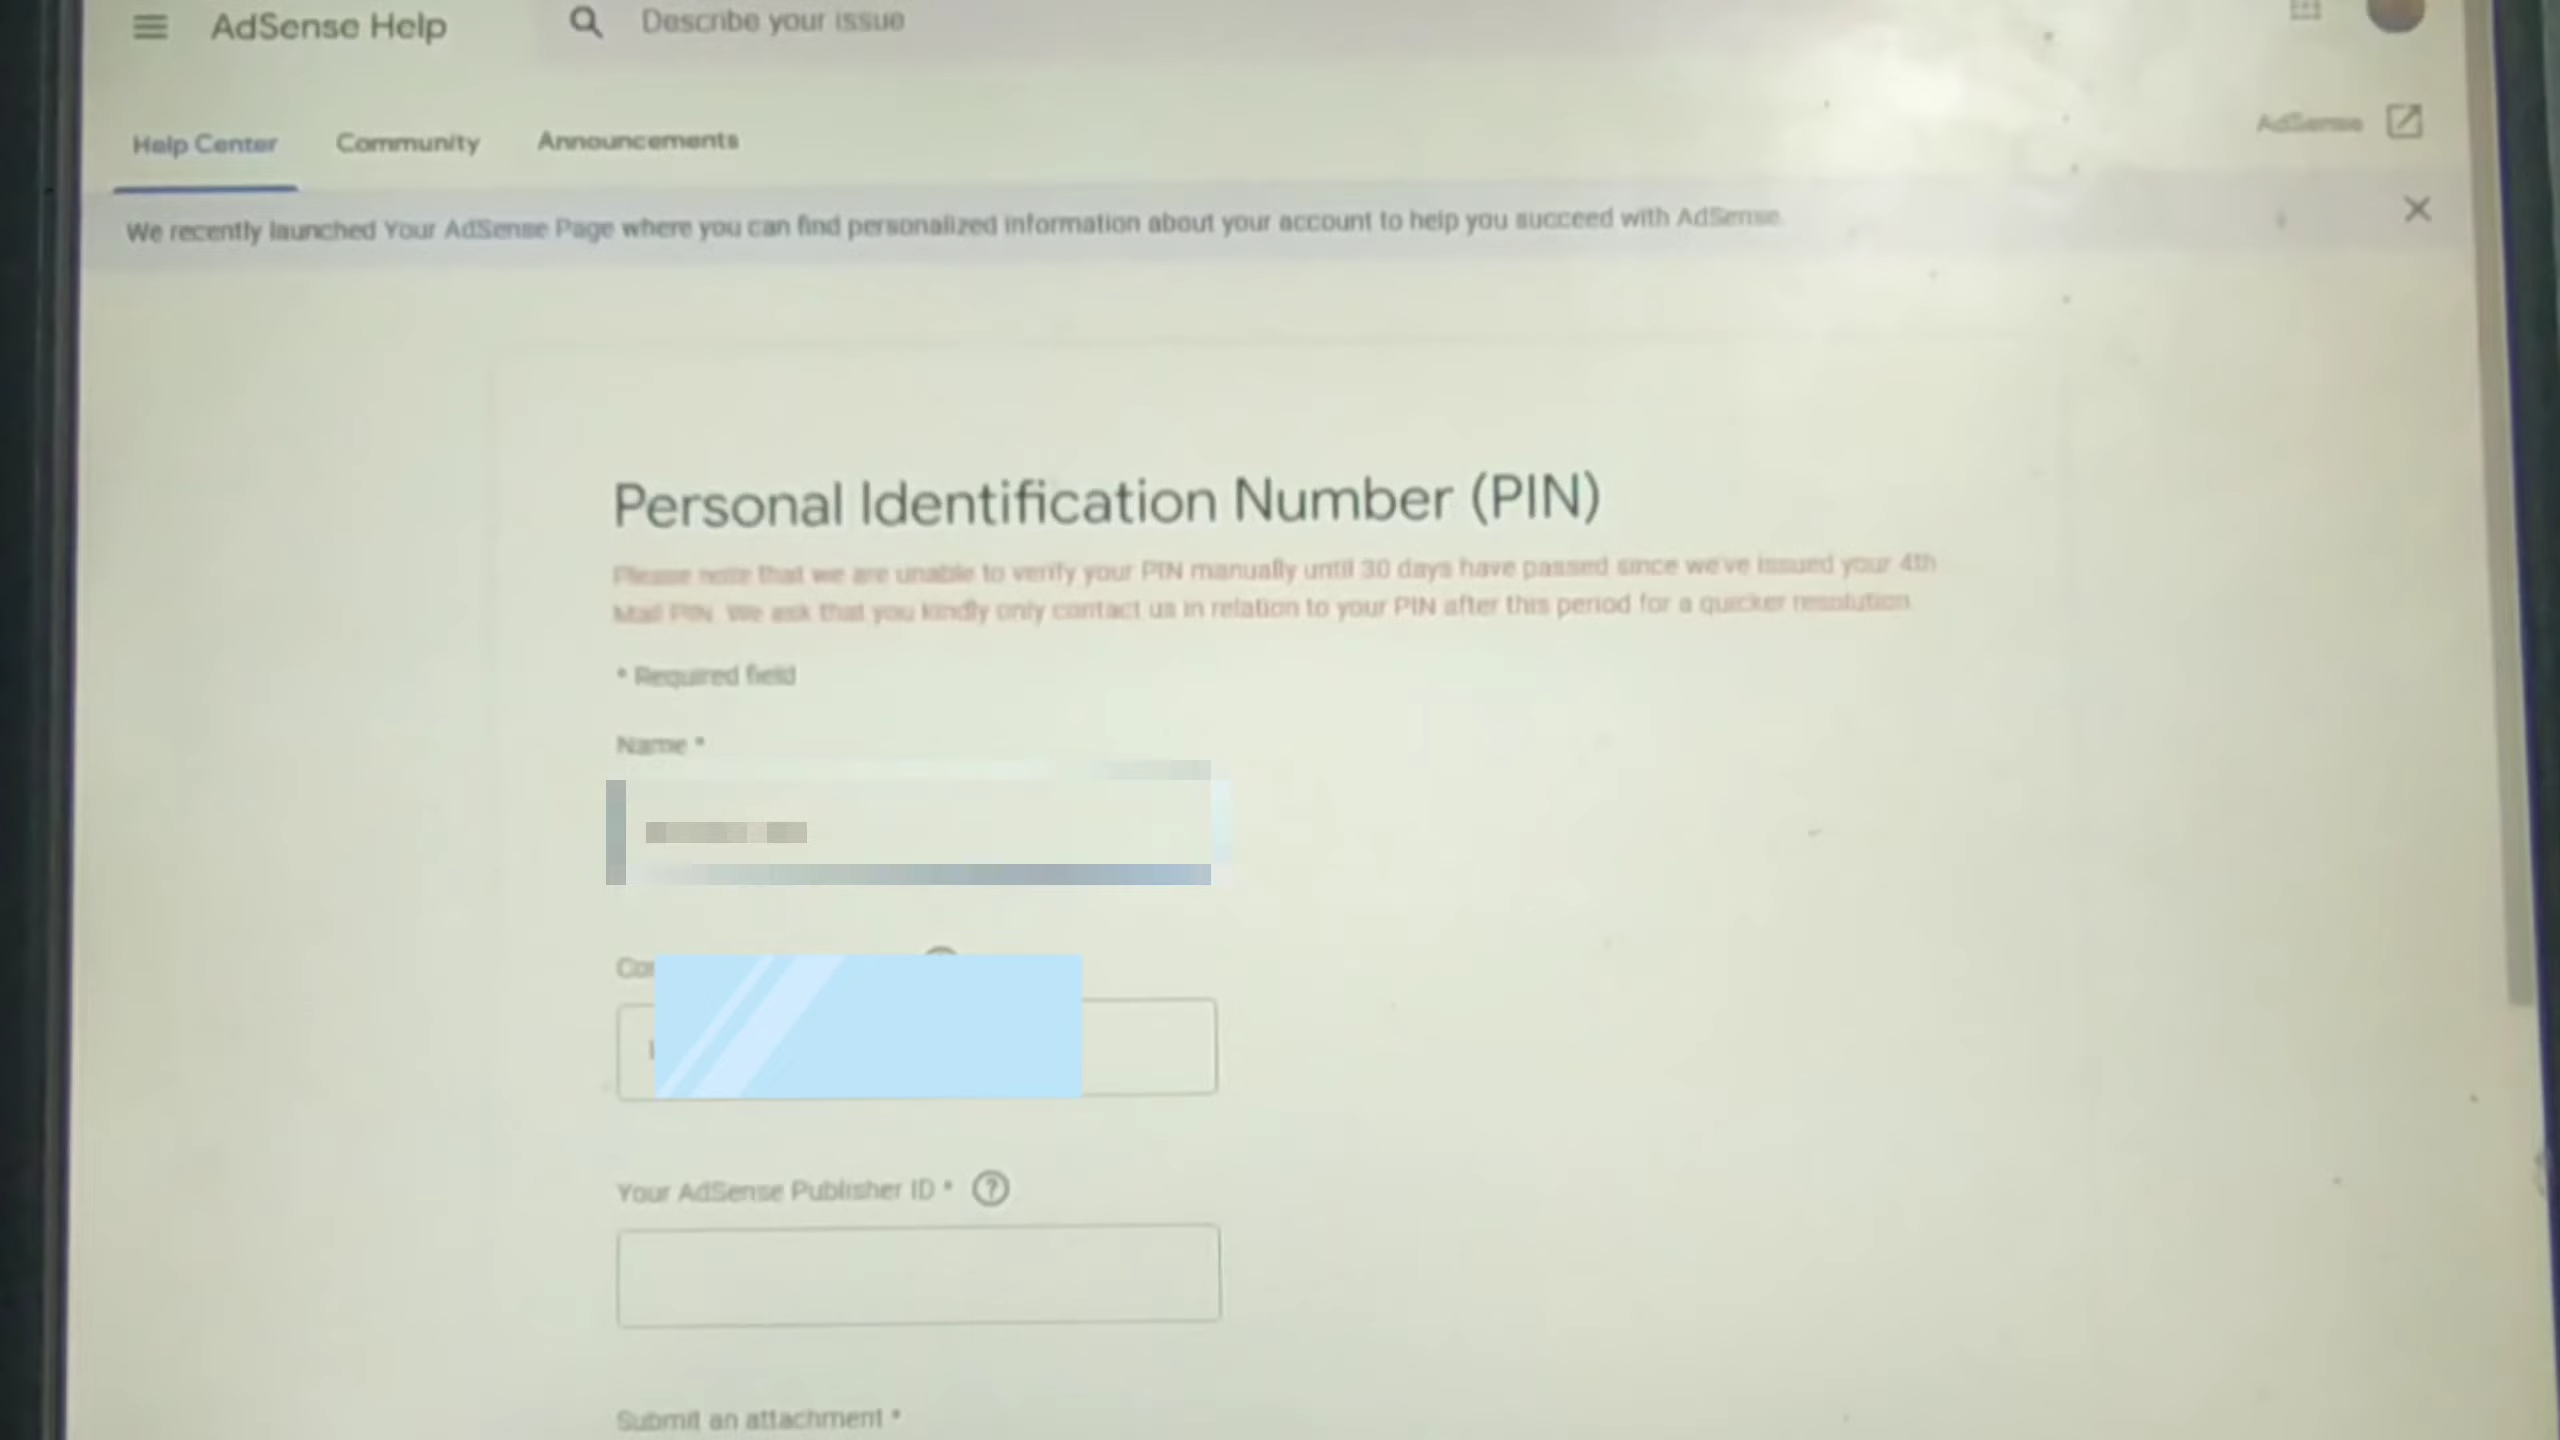 AdSense Help
Describe your issue
Help Center
Community
Announcements
AdSense
We recently launched Your AdSense Page where you can find personalized information about your account to help you succeed with AdSense.
Personal Identification Number (PIN)
Please note that we are unable to verify your PIN manually until 30 days have passed since we've issued your 4th
Mail PIN. We ask that you kindly only contact us in relation to your PIN after this period for a quicker resolution.
* Required field
Name *
Your AdSense Publisher ID *
Submit an attachment *